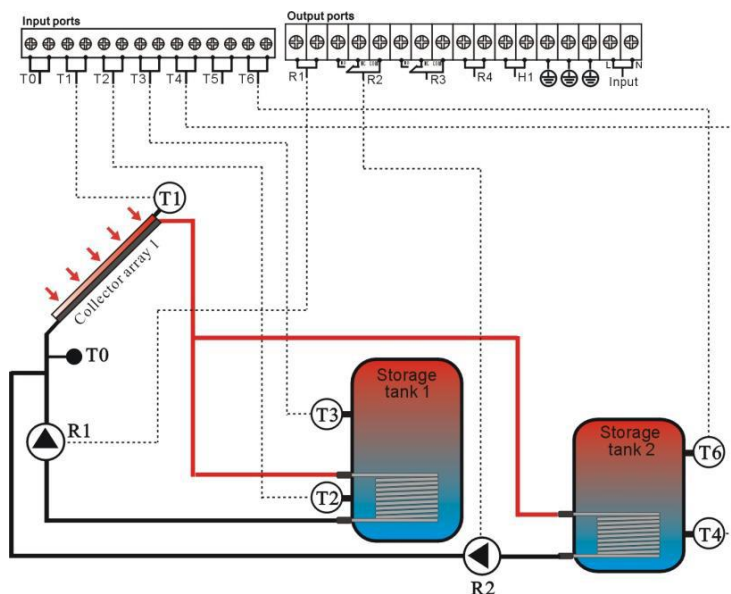 Input ports
Output ports
T0 T1 T2 T3 T4 T5 T6
R1 R2 R3 R4 H1 L N
Input
T1
Collector array 1
T0
R1
Storage
tank 1
T3
T2
Storage
tank 2
T6
T4
R2